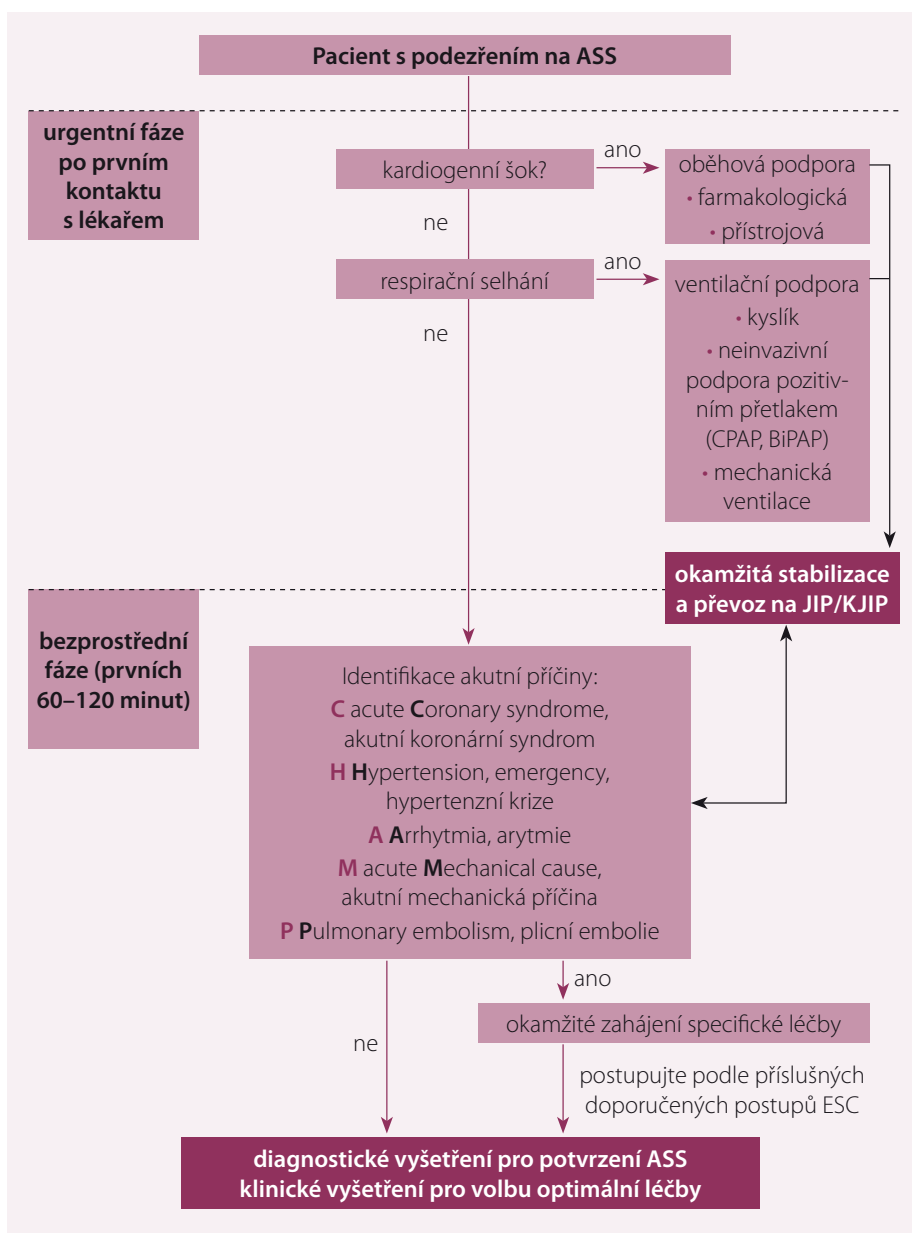 Pacient s podezřením na ASS
urgentní fáze
po prvním
kontaktu
s lékařem
kardiogenní šok?
ano
oběhová podpora
• farmakologická
• přístrojová
ne
respirační selhání
ano
ventilační podpora
• kyslík
• neinvazivní
podpora pozitiv-
ním přetlakem
(CPAP, BiPAP)
• mechanická
ventilace
ne
okamžitá stabilizace
a převoz na JIP/KJIP
bezprostřední
fáze (prvních
60–120 minut)
Identifikace akutní příčiny:
C acute Coronary syndrome,
akutní koronární syndrom
H Hypertension, emergency,
hypertenzní krize
A Arrhytmia, arytmie
M acute Mechanical cause,
akutní mechanická příčina
P Pulmonary embolism, plicní embolie
ano
okamžité zahájení specifické léčby
ne
postupujte podle příslušných
doporučených postupů ESC
diagnostické vyšetření pro potvrzení ASS
klinické vyšetření pro volbu optimální léčby